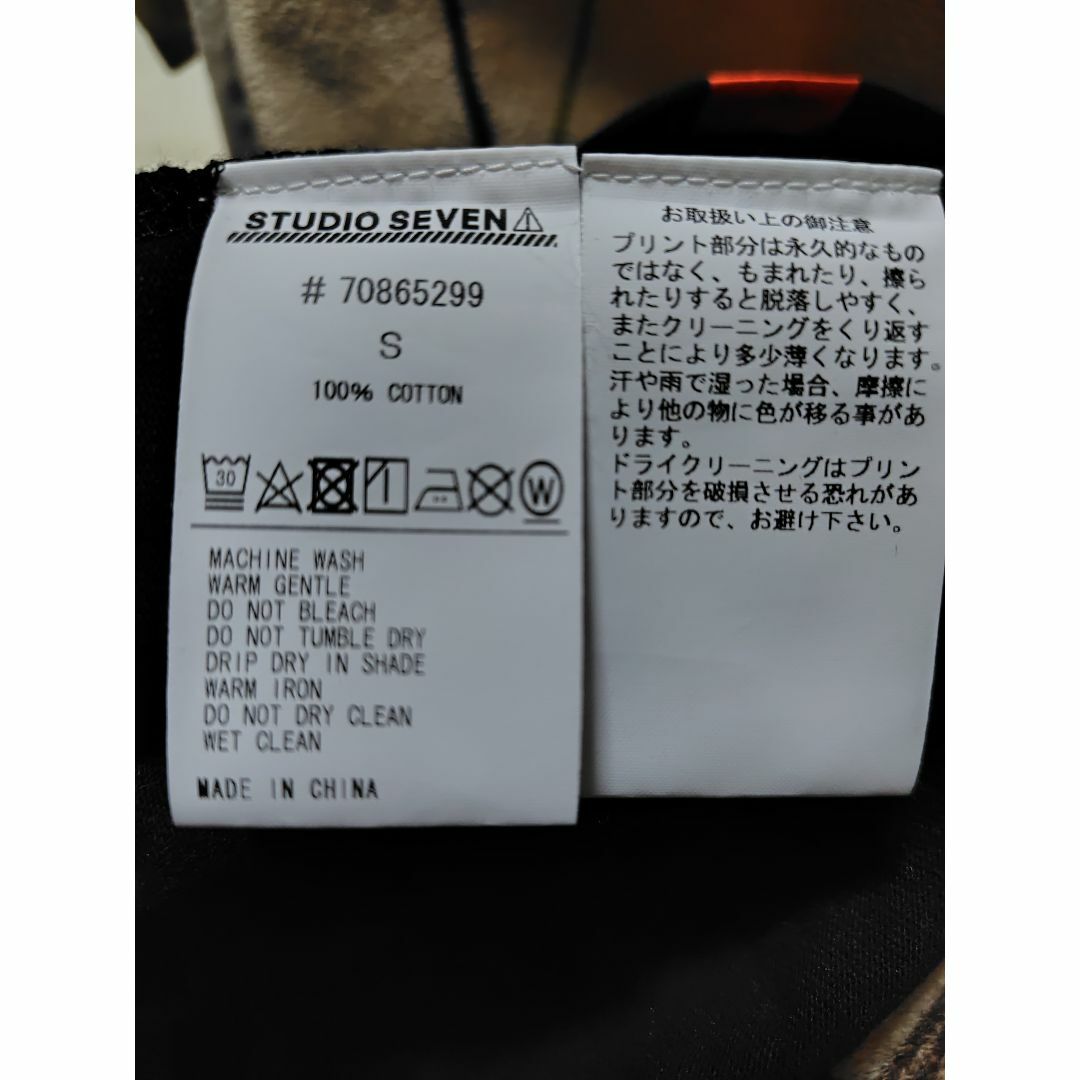 STUDIO SEVEN
# 70865299
S
100% COTTON
30
W
MACHINE WASH
WARM GENTLE
DO NOT BLEACH
DO NOT TUMBLE DRY
DRIP DRY IN SHADE
WARM IRON
DO NOT DRY CLEAN
WET CLEAN
MADE IN CHINA
お取扱い上の御注意
プリント部分は永久的なもの
ではなく、もまれたり、擦ら
れたりすると脱落しやすく、
またクリーニングをくり返す
ことにより多少薄くなります。
汗や雨で湿った場合、摩擦に
より他の物に色が移る事があ
ります。
ドライクリーニングはプリン
ト部分を破損させる恐れがあ
りますので、お避け下さい。